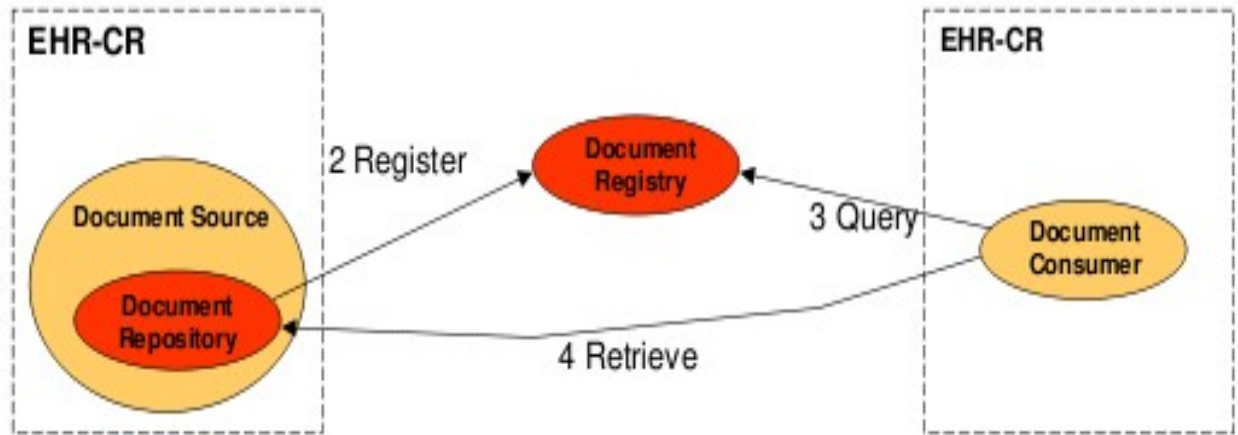 EHR-CR
EHR-CR
2 Register
Document
Registry
Document Source
3 Query
Document
Consumer
Document
Repository
4 Retrieve